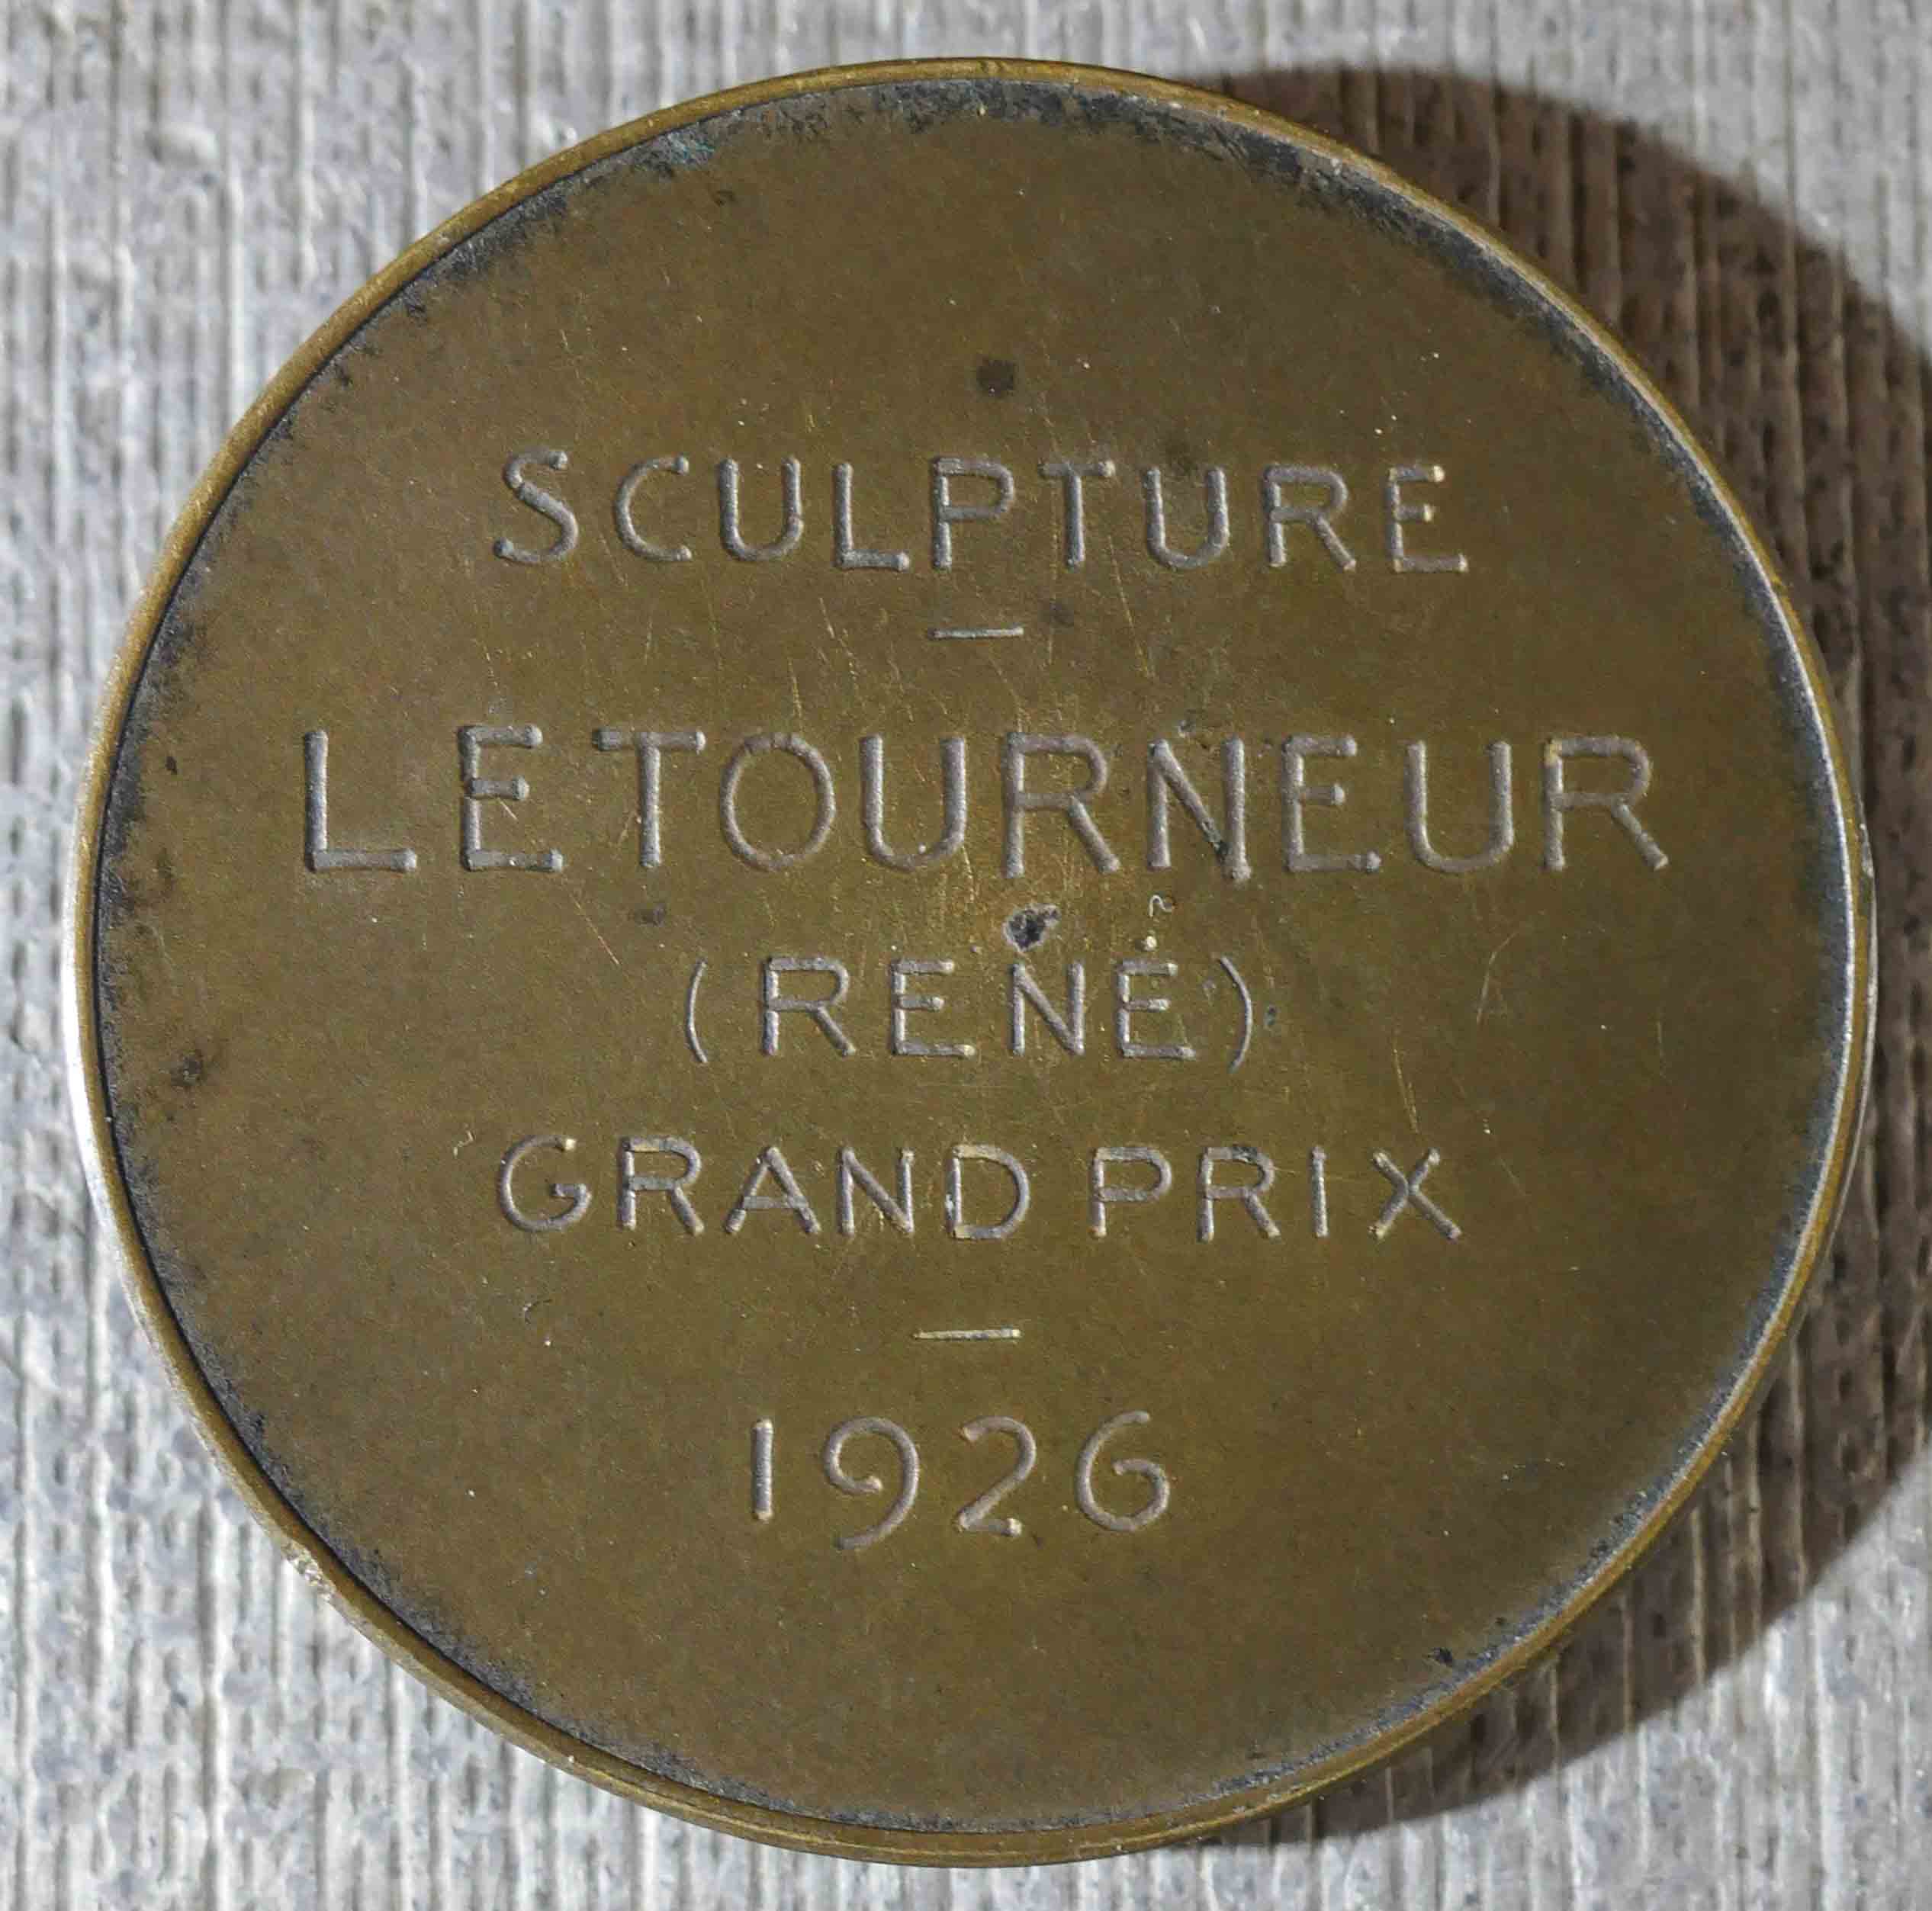 SCULPTURE
—
LETOURNEUR
(RENÉ)
GRAND PRIX
—
1926